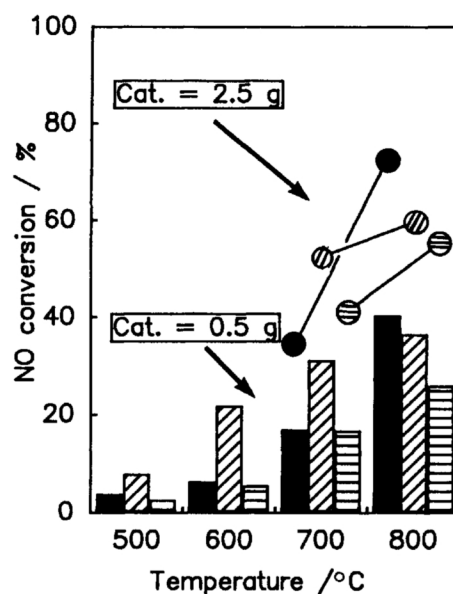 100
Cat. = 2.5 g
80
60
NO conversion / %
40
Cat. = 0.5 g
20
0
500 600 700 800
Temperature /°C